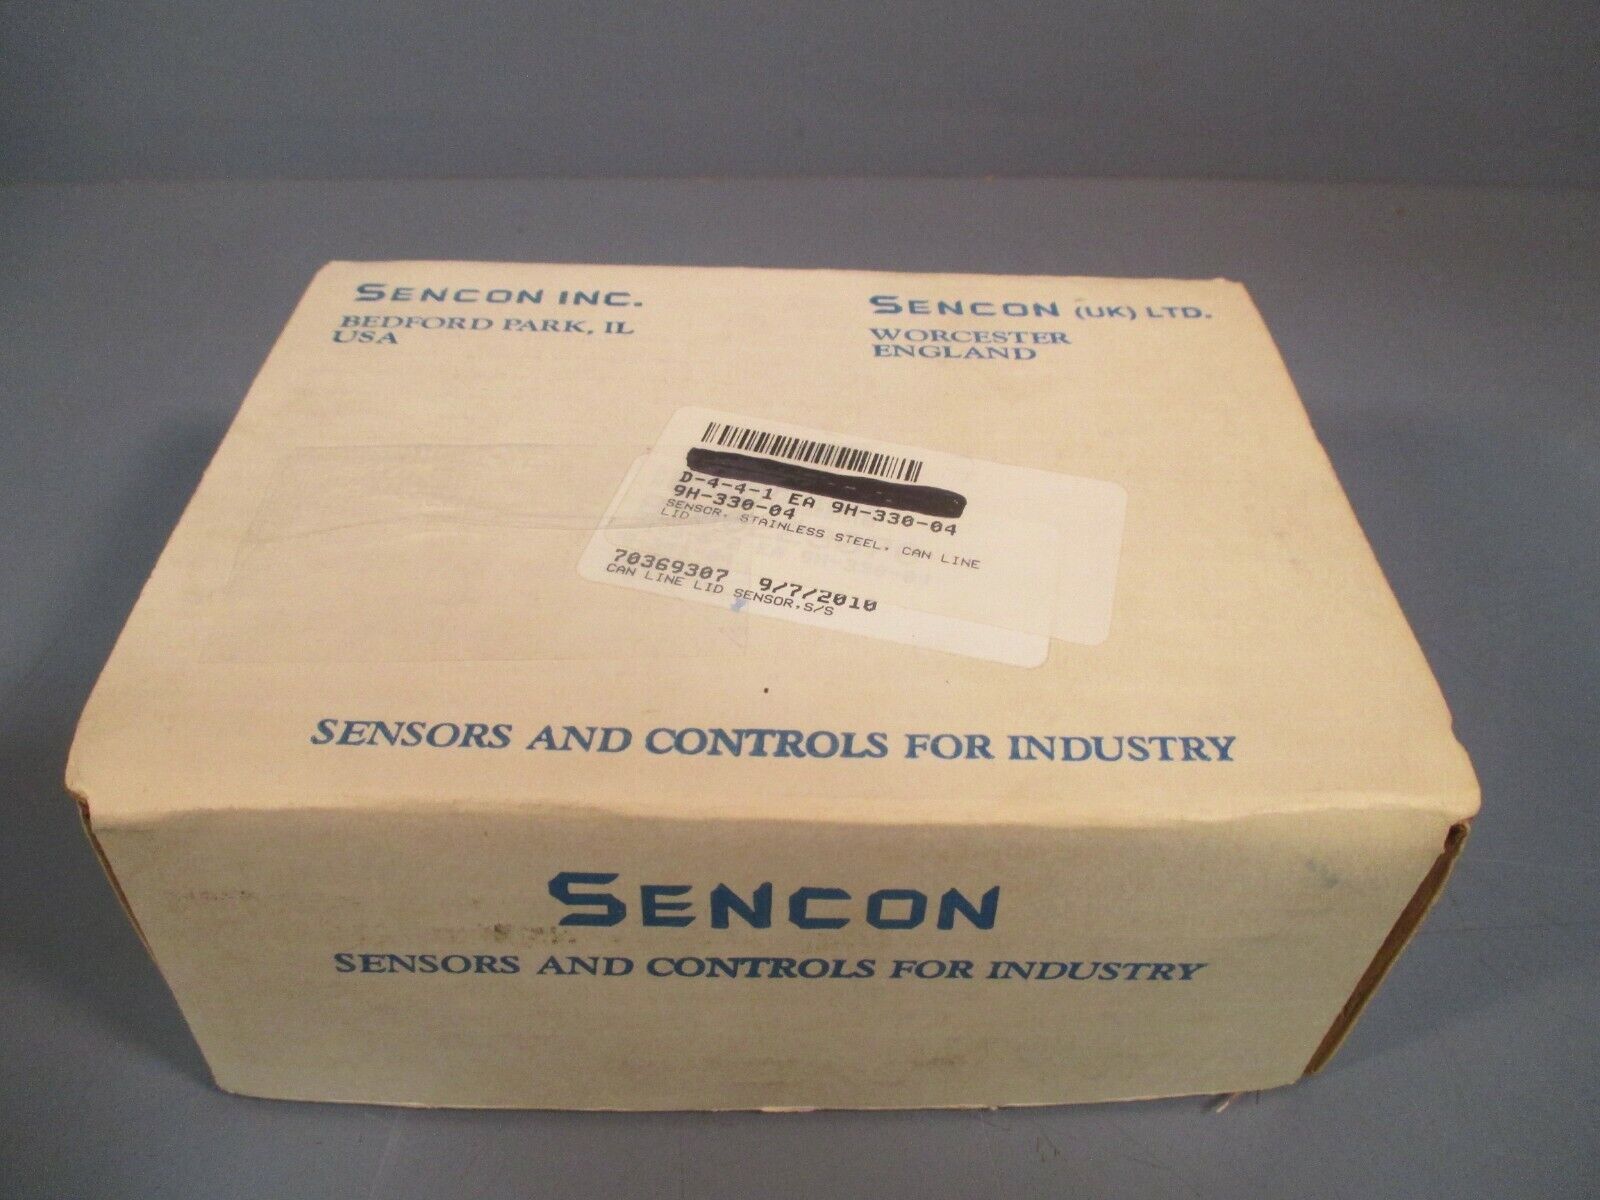 SENCON INC.
BEDFORD PARK, IL
USA
SENCON (UK) LTD.
WORCESTER
ENGLAND
D-4-4-1 EA 9H-330-04
9H-330-04
SENSOR, STAINLESS STEEL, CAN LINE
LID
70369307 9/7/2010
CAN LINE LID SENSOR,S/S
SENSORS AND CONTROLS FOR INDUSTRY
SENCON
SENSORS AND CONTROLS FOR INDUSTRY